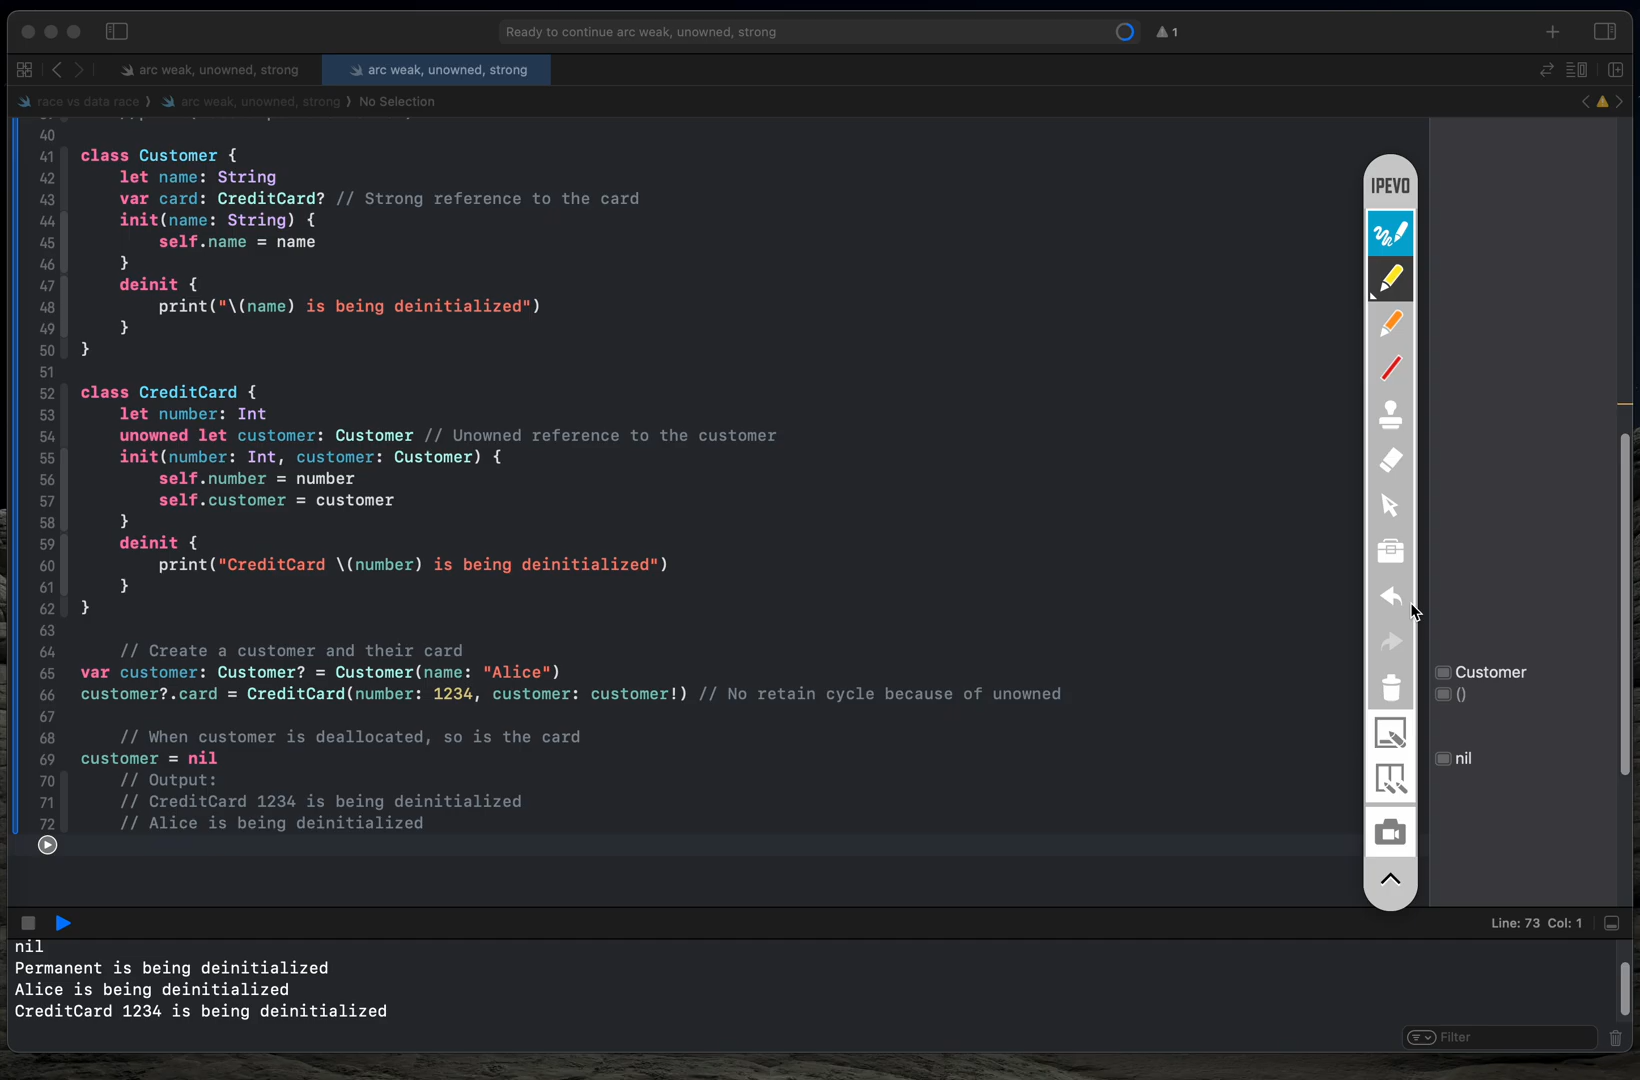 Ready to continue arc weak, unowned, strong
1
arc weak, unowned, strong
arc weak, unowned, strong
race vs data race ⟩ arc weak, unowned, strong ⟩ No Selection
40
41 class Customer {
42     let name: String
43     var card: CreditCard? // Strong reference to the card
44     init(name: String) {
45         self.name = name
46     }
47     deinit {
48         print("\(name) is being deinitialized")
49     }
50 }
51
52 class CreditCard {
53     let number: Int
54     unowned let customer: Customer // Unowned reference to the customer
55     init(number: Int, customer: Customer) {
56         self.number = number
57         self.customer = customer
58     }
59     deinit {
60         print("CreditCard \(number) is being deinitialized")
61     }
62 }
63
64     // Create a customer and their card
65 var customer: Customer? = Customer(name: "Alice")
66 customer?.card = CreditCard(number: 1234, customer: customer!) // No retain cycle because of unowned
67
68     // When customer is deallocated, so is the card
69 customer = nil
70     // Output:
71     // CreditCard 1234 is being deinitialized
72     // Alice is being deinitialized
IPEVO
Customer
()
nil
Line: 73 Col: 1
nil
Permanent is being deinitialized
Alice is being deinitialized
CreditCard 1234 is being deinitialized
Filter